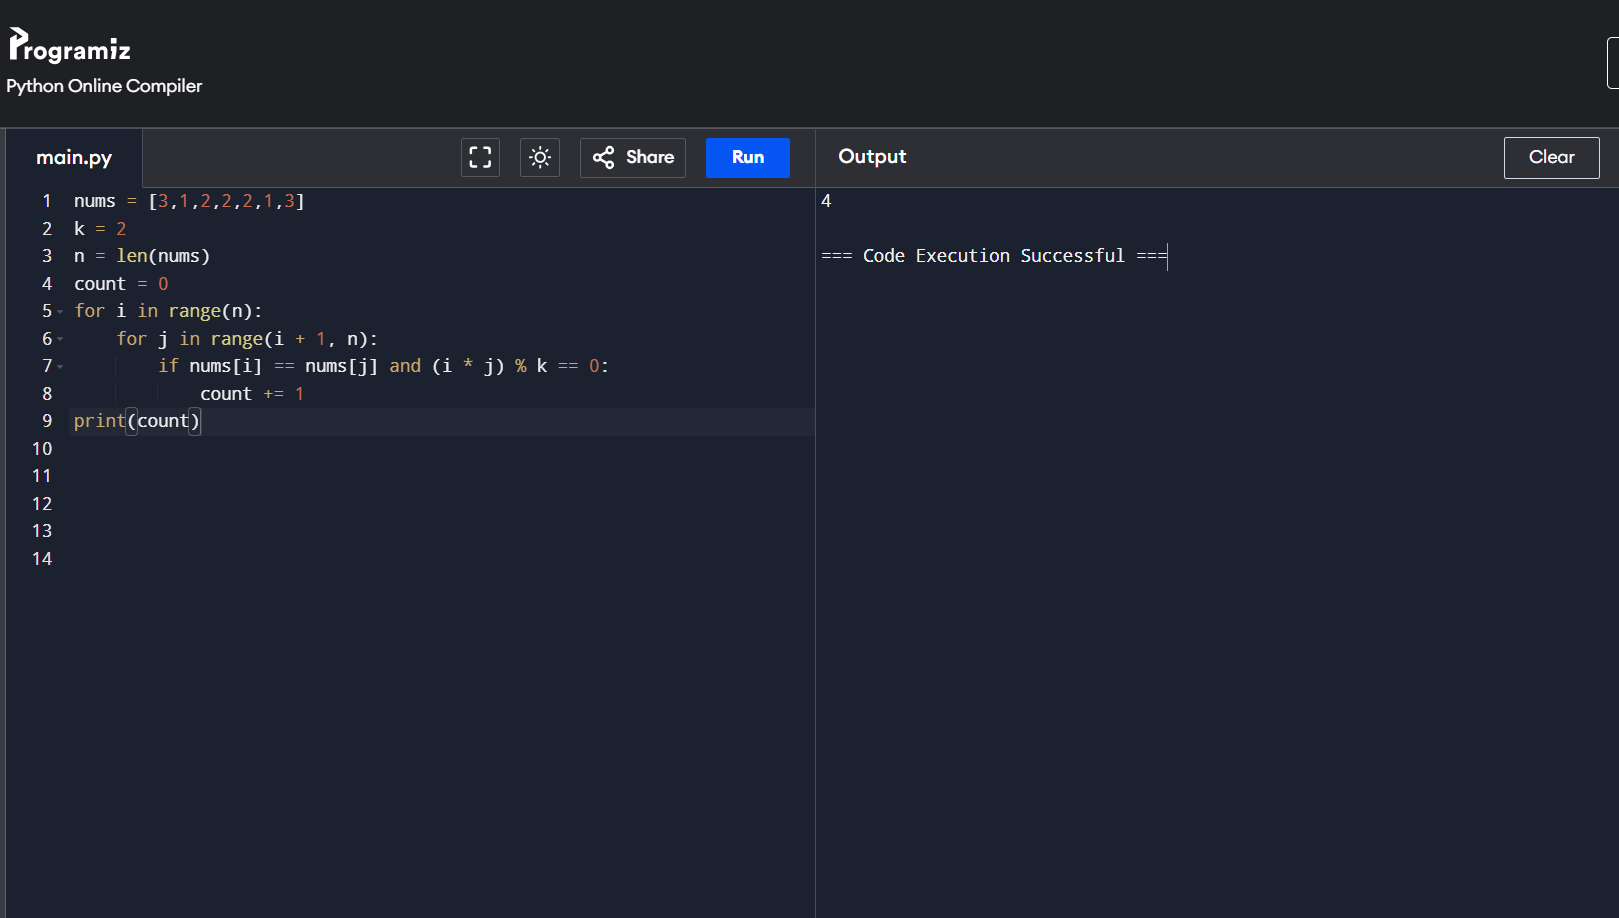 Programiz
Python Online Compiler
main.py
Share
Run
Output
Clear
1 nums = [3,1,2,2,2,1,3]
2 k = 2
3 n = len(nums)
4 count = 0
5 for i in range(n):
6     for j in range(i + 1, n):
7         if nums[i] == nums[j] and (i * j) % k == 0:
8             count += 1
9 print(count)
10
11
12
13
14
4
=== Code Execution Successful ===